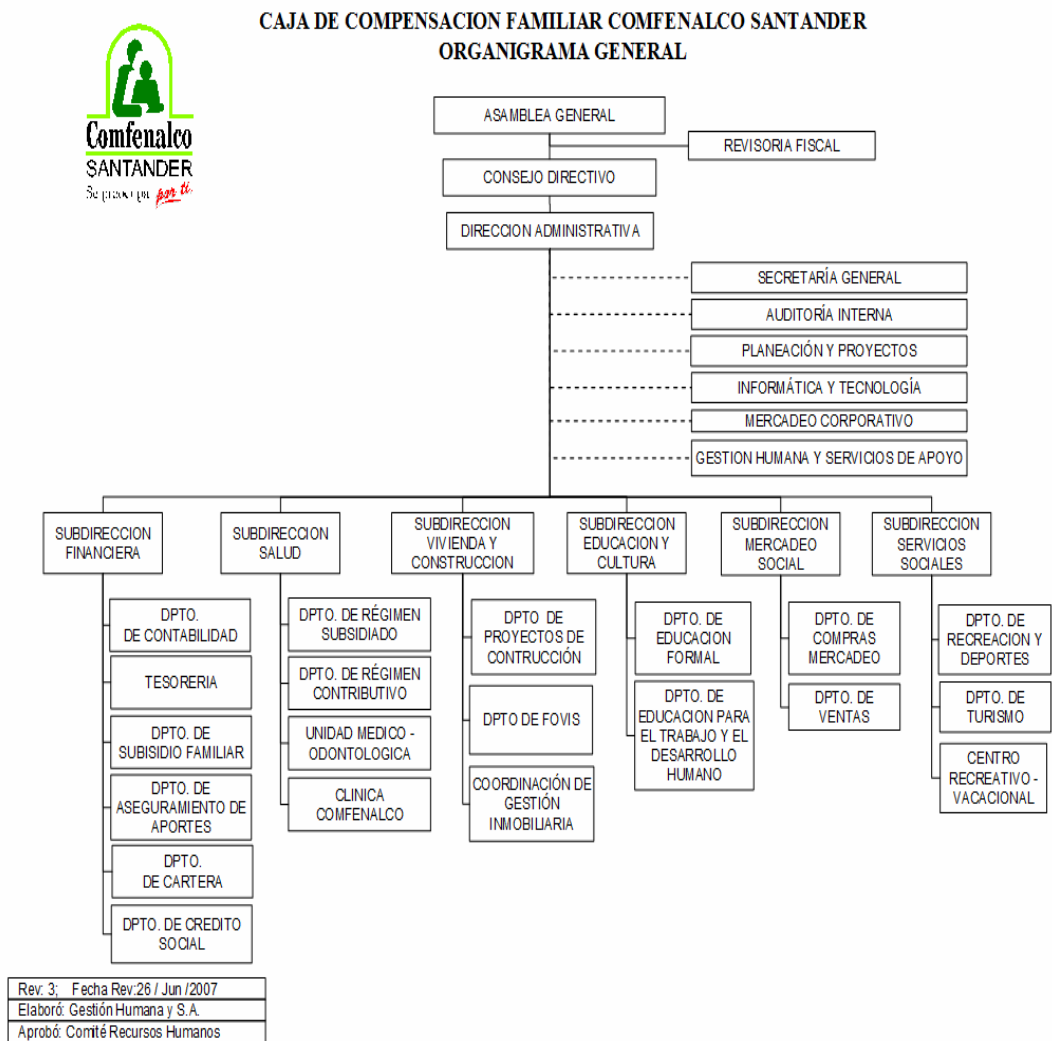 CAJA DE COMPENSACION FAMILIAR COMFENALCO SANTANDER
ORGANIGRAMA GENERAL
Comfenalco
SANTANDER
por ti.
ASAMBLEA GENERAL
REVISORIA FISCAL
CONSEJO DIRECTIVO
DIRECCION ADMINISTRATIVA
SECRETARÍA GENERAL
AUDITORÍA INTERNA
PLANEACIÓN Y PROYECTOS
INFORMÁTICA Y TECNOLOGÍA
MERCADEO CORPORATIVO
GESTION HUMANA Y SERVICIOS DE APOYO
SUBDIRECCION
FINANCIERA
DPTO.
DE CONTABILIDAD
TESORERIA
DPTO. DE
SUBISIDIO FAMILIAR
DPTO. DE
ASEGURAMIENTO DE
APORTES
DPTO.
DE CARTERA
DPTO. DE CREDITO
SOCIAL
SUBDIRECCION
SALUD
DPTO. DE RÉGIMEN
SUBSIDIADO
DPTO. DE RÉGIMEN
CONTRIBUTIVO
UNIDAD MEDICO -
ODONTOLOGICA
CLINICA
COMFENALCO
SUBDIRECCION
VIVIENDA Y
CONSTRUCCION
DPTO DE
PROYECTOS DE
CONTRUCCIÓN
DPTO DE FOVIS
COORDINACIÓN DE
GESTIÓN
INMOBILIARIA
SUBDIRECCION
EDUCACION Y
CULTURA
DPTO. DE
EDUCACION
FORMAL
DPTO. DE
EDUCACION PARA
EL TRABAJO Y EL
DESARROLLO
HUMANO
SUBDIRECCION
MERCADEO
SOCIAL
DPTO. DE
COMPRAS
MERCADEO
DPTO. DE
VENTAS
SUBDIRECCION
SERVICIOS
SOCIALES
DPTO. DE
RECREACION Y
DEPORTES
DPTO. DE
TURISMO
CENTRO
RECREATIVO -
VACACIONAL
Rev: 3; Fecha Rev:26 / Jun /2007
Elaboró: Gestión Humana y S.A.
Aprobó: Comité Recursos Humanos